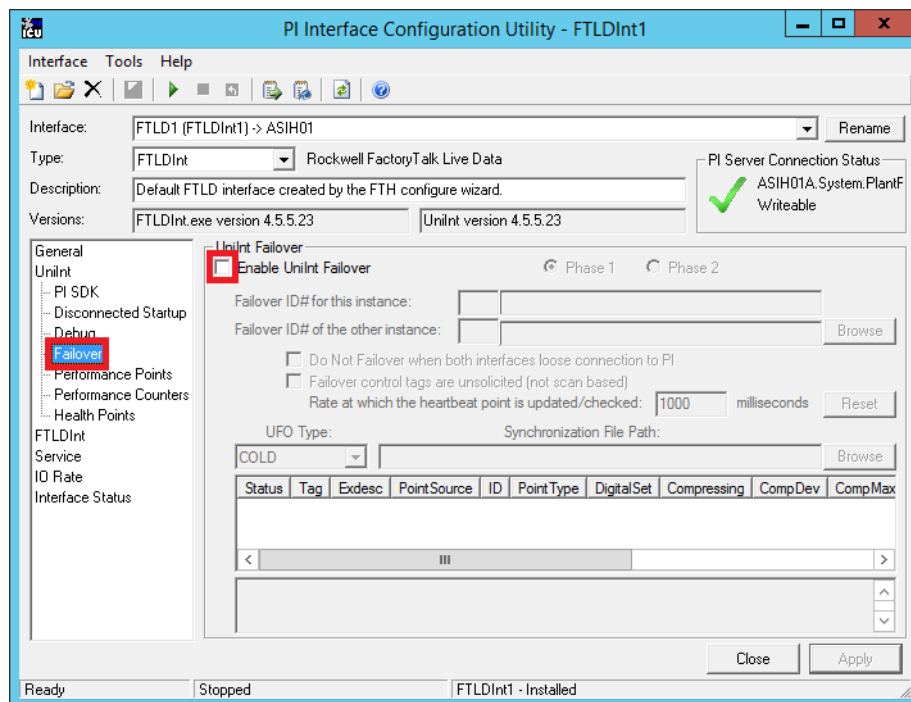 PI Interface Configuration Utility - FTLDInt1
Interface Tools Help
Interface: FTLD1 (FTLDInt1) -> ASIH01 Rename
Type: FTLDInt Rockwell FactoryTalk Live Data
PI Server Connection Status
Description: Default FTLD interface created by the FTH configure wizard.
ASIH01A.System.PlantF
Writeable
Versions: FTLDInt.exe version 4.5.5.23 UniInt version 4.5.5.23
General
UniInt
PI SDK
Disconnected Startup
Debug
Failover
Performance Points
Performance Counters
Health Points
FTLDInt
Service
IO Rate
Interface Status
UniInt Failover
Enable UniInt Failover Phase 1 Phase 2
Failover ID# for this instance:
Failover ID# of the other instance: Browse
Do Not Failover when both interfaces loose connection to PI
Failover control tags are unsolicited (not scan based)
Rate at which the heartbeat point is updated/checked: 1000 milliseconds Reset
UFO Type: Synchronization File Path:
COLD Browse
Status Tag Exdesc PointSource ID PointType DigitalSet Compressing CompDev CompMax
Close Apply
Ready Stopped FTLDInt1 - Installed